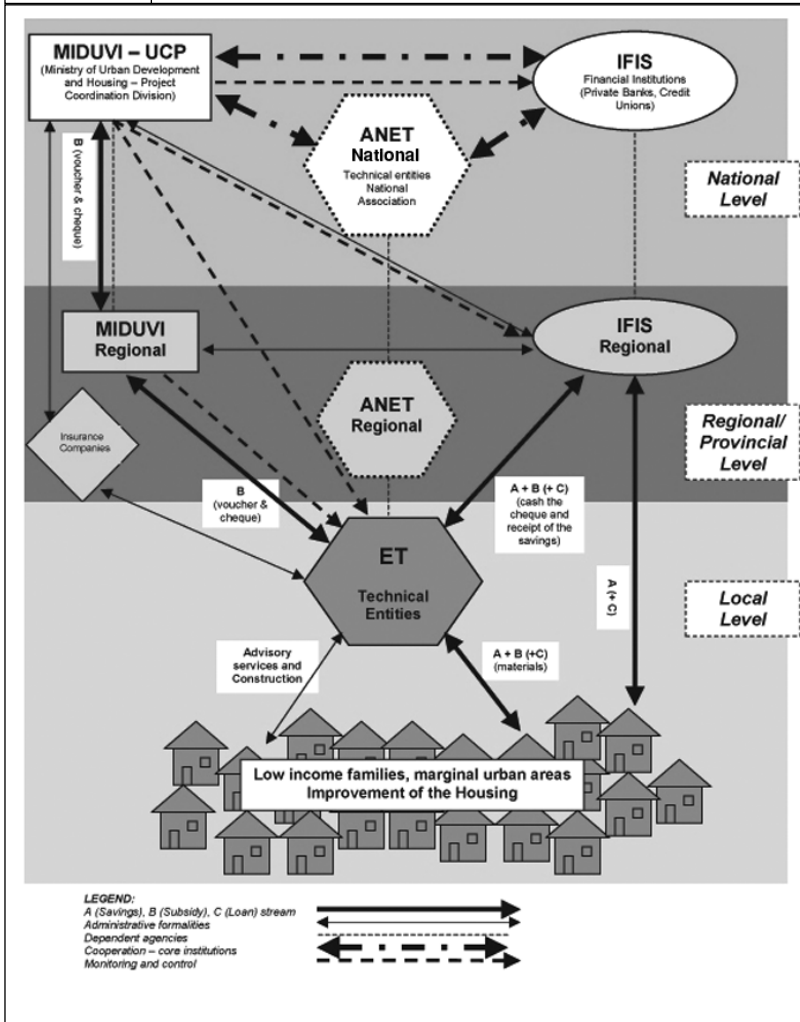 MIDUVI – UCP
(Ministry of Urban Development
and Housing – Project
Coordination Division)
IFIS
Financial Institutions
(Private Banks, Credit
Unions)
ANET
National
Technical entities
National
Association
National
Level
B (voucher & cheque)
MIDUVI
Regional
IFIS
Regional
ANET
Regional
Insurance
Companies
Regional/
Provincial
Level
B
(voucher &
cheque)
A + B (+ C)
(cash the
cheque and
receipt of the
savings)
ET
Technical
Entities
A (+ C)
Local
Level
Advisory
services and
Construction
A + B (+C)
(materials)
Low income families, marginal urban areas
Improvement of the Housing
LEGEND:
A (Savings), B (Subsidy), C (Loan) stream
Administrative formalities
Dependent agencies
Cooperation – core institutions
Monitoring and control